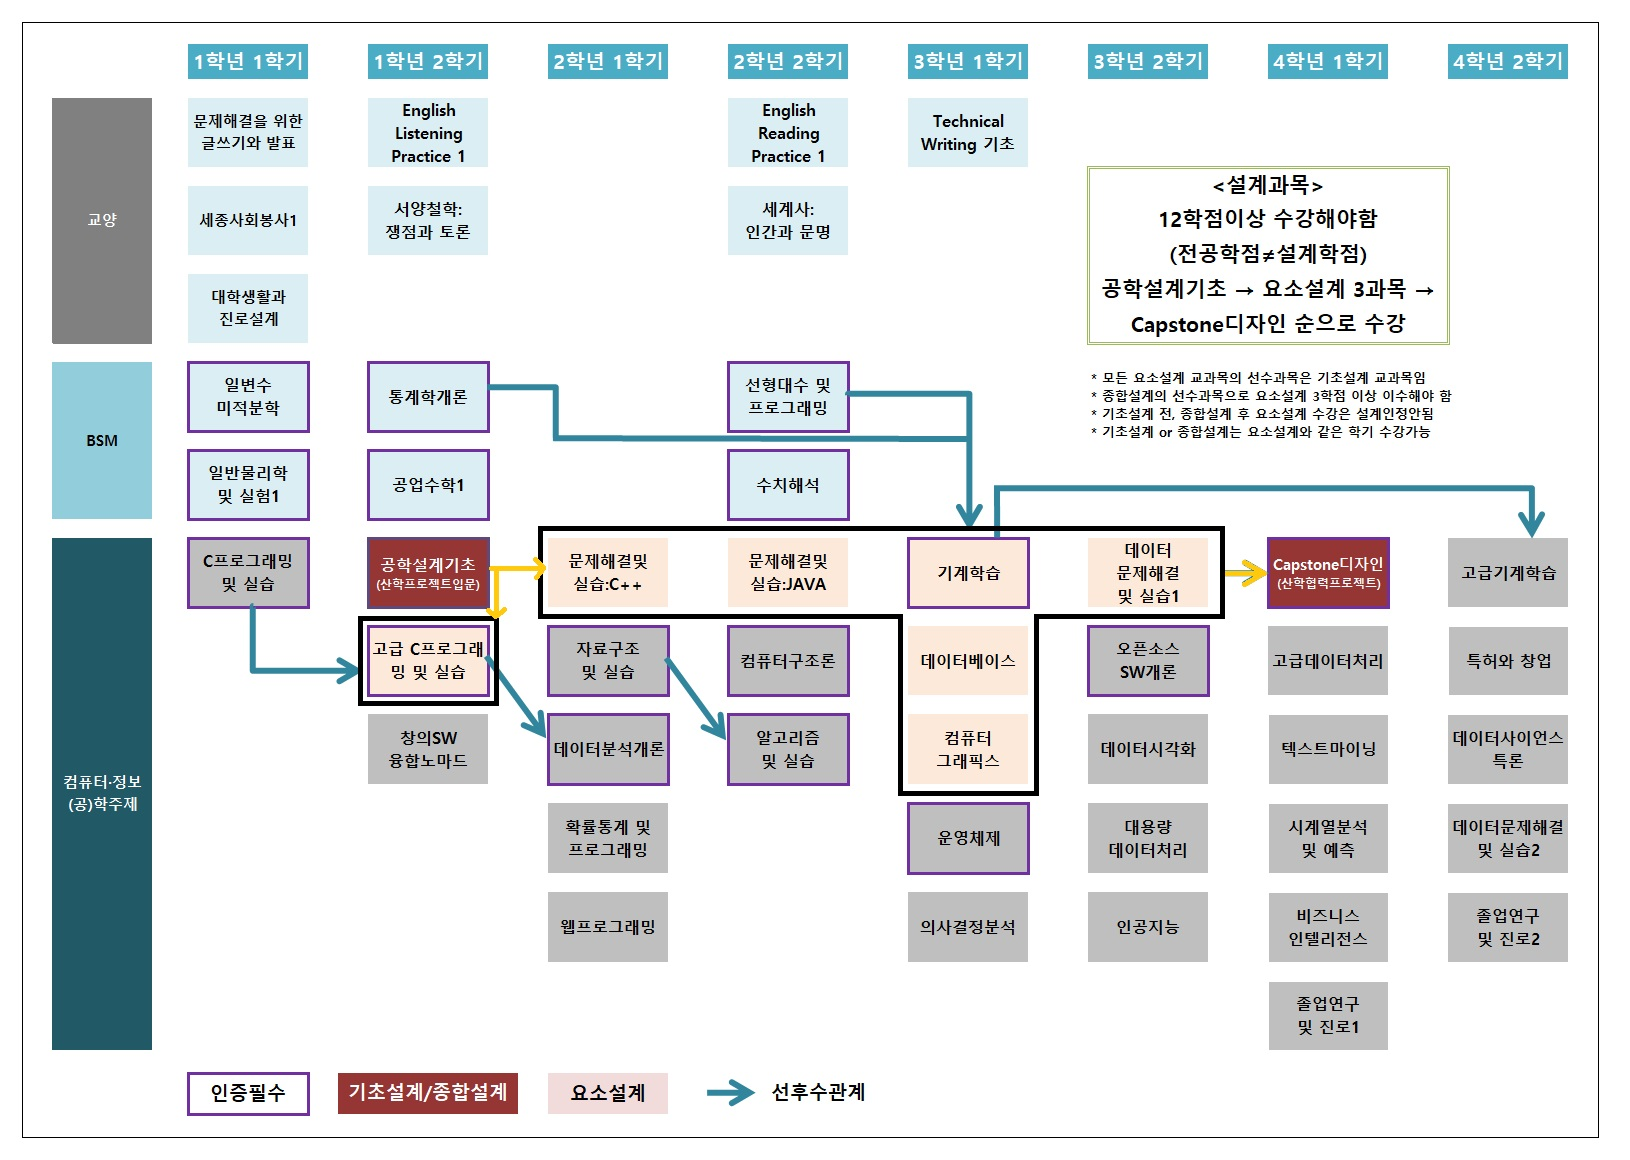 1학년 1학기
1학년 2학기
2학년 1학기
2학년 2학기
3학년 1학기
3학년 2학기
4학년 1학기
4학년 2학기
교양
문제해결을 위한
글쓰기와 발표
English
Listening
Practice 1
English
Reading
Practice 1
Technical
Writing 기초
세종사회봉사1
서양철학:
쟁점과 토론
세계사:
인간과 문명
대학생활과
진로설계
<설계과목>
12학점이상 수강해야함
(전공학점≠설계학점)
공학설계기초 → 요소설계 3과목 →
Capstone디자인 순으로 수강
* 모든 요소설계 교과목의 선수과목은 기초설계 교과목임
* 종합설계의 선수과목으로 요소설계 3학점 이상 이수해야 함
* 기초설계 전, 종합설계 후 요소설계 수강은 설계인정안됨
* 기초설계 or 종합설계는 요소설계와 같은 학기 수강가능
BSM
일변수
미적분학
통계학개론
선형대수 및
프로그래밍
일반물리학
및 실험1
공업수학1
수치해석
컴퓨터·정보
(공)학주제
C프로그래밍
및 실습
공학설계기초
(산학프로젝트입문)
문제해결및
실습:C++
문제해결및
실습:JAVA
기계학습
데이터
문제해결
및 실습1
Capstone디자인
(산학협력프로젝트)
고급기계학습
고급 C프로그래
밍 및 실습
자료구조
및 실습
컴퓨터구조론
데이터베이스
오픈소스
SW개론
고급데이터처리
특허와 창업
창의SW
융합노마드
데이터분석개론
알고리즘
및 실습
컴퓨터
그래픽스
데이터시각화
텍스트마이닝
데이터사이언스
특론
확률통계 및
프로그래밍
운영체제
대용량
데이터처리
시계열분석
및 예측
데이터문제해결
및 실습2
웹프로그래밍
의사결정분석
인공지능
비즈니스
인텔리전스
졸업연구
및 진로2
졸업연구
및 진로1
인증필수
기초설계/종합설계
요소설계
선후수관계